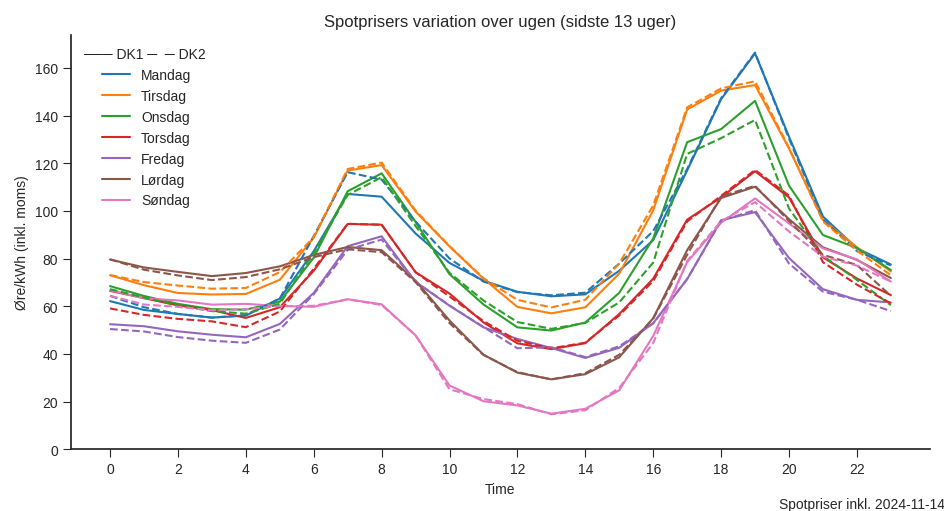 Spotprisers variation over ugen (sidste 13 uger)
DK1 DK2
Mandag
Tirsdag
Onsdag
Torsdag
Fredag
Lørdag
Søndag
Øre/kWh (inkl. moms)
160
140
120
100
80
60
40
20
0
0 2 4 6 8 10 12 14 16 18 20 22
Time
Spotpriser inkl. 2024-11-14